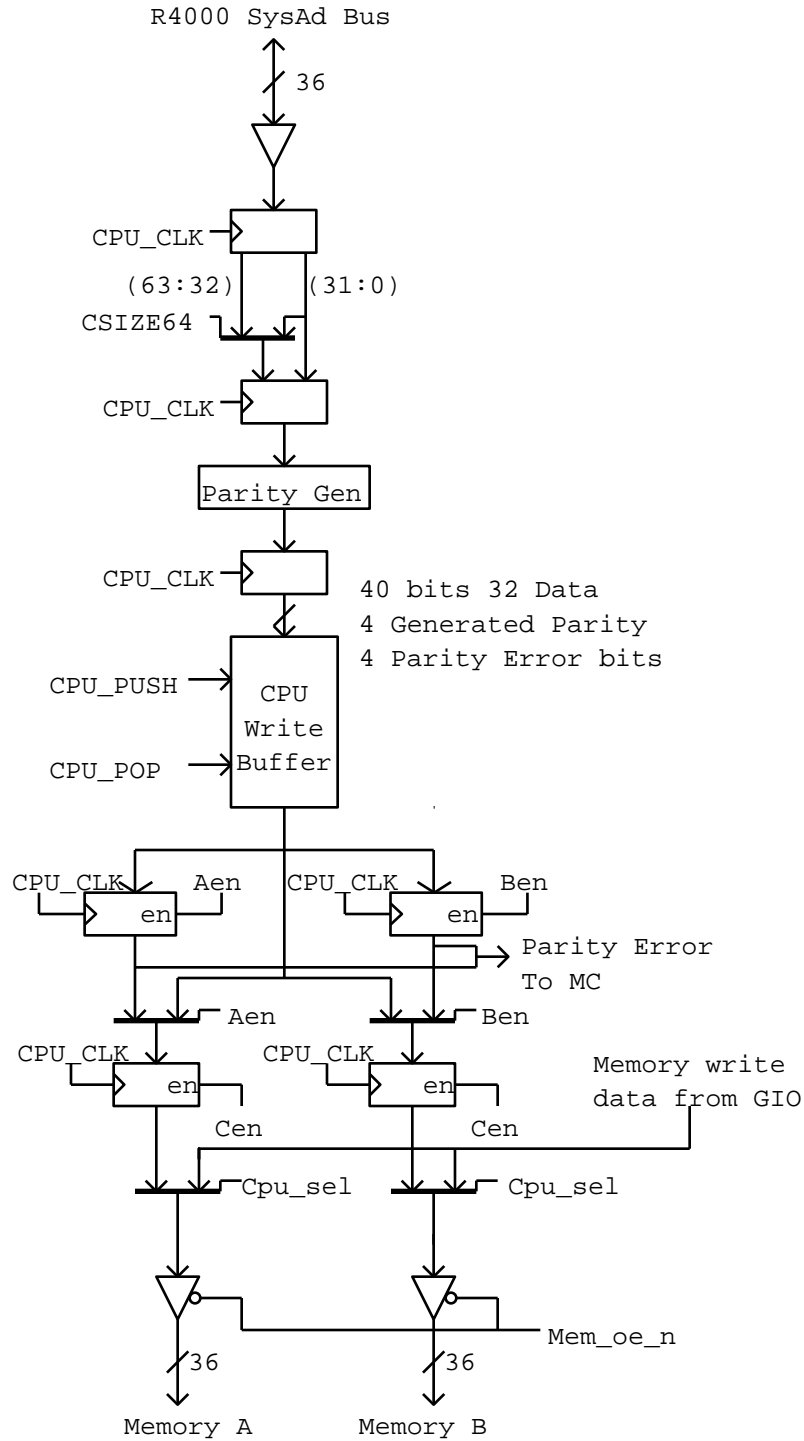 R4000 SysAd Bus
36
CPU_CLK
(63:32)
(31:0)
CSIZE64
CPU_CLK
Parity Gen
CPU_CLK
40 bits 32 Data
4 Generated Parity
4 Parity Error bits
CPU_PUSH
CPU
Write
Buffer
CPU_POP
CPU_CLK
Aen
CPU_CLK
Ben
en
en
Parity Error
To MC
Aen
Ben
CPU_CLK
CPU_CLK
Memory write
data from GIO
en
en
Cen
Cen
Cpu_sel
Cpu_sel
Mem_oe_n
36
36
Memory A
Memory B